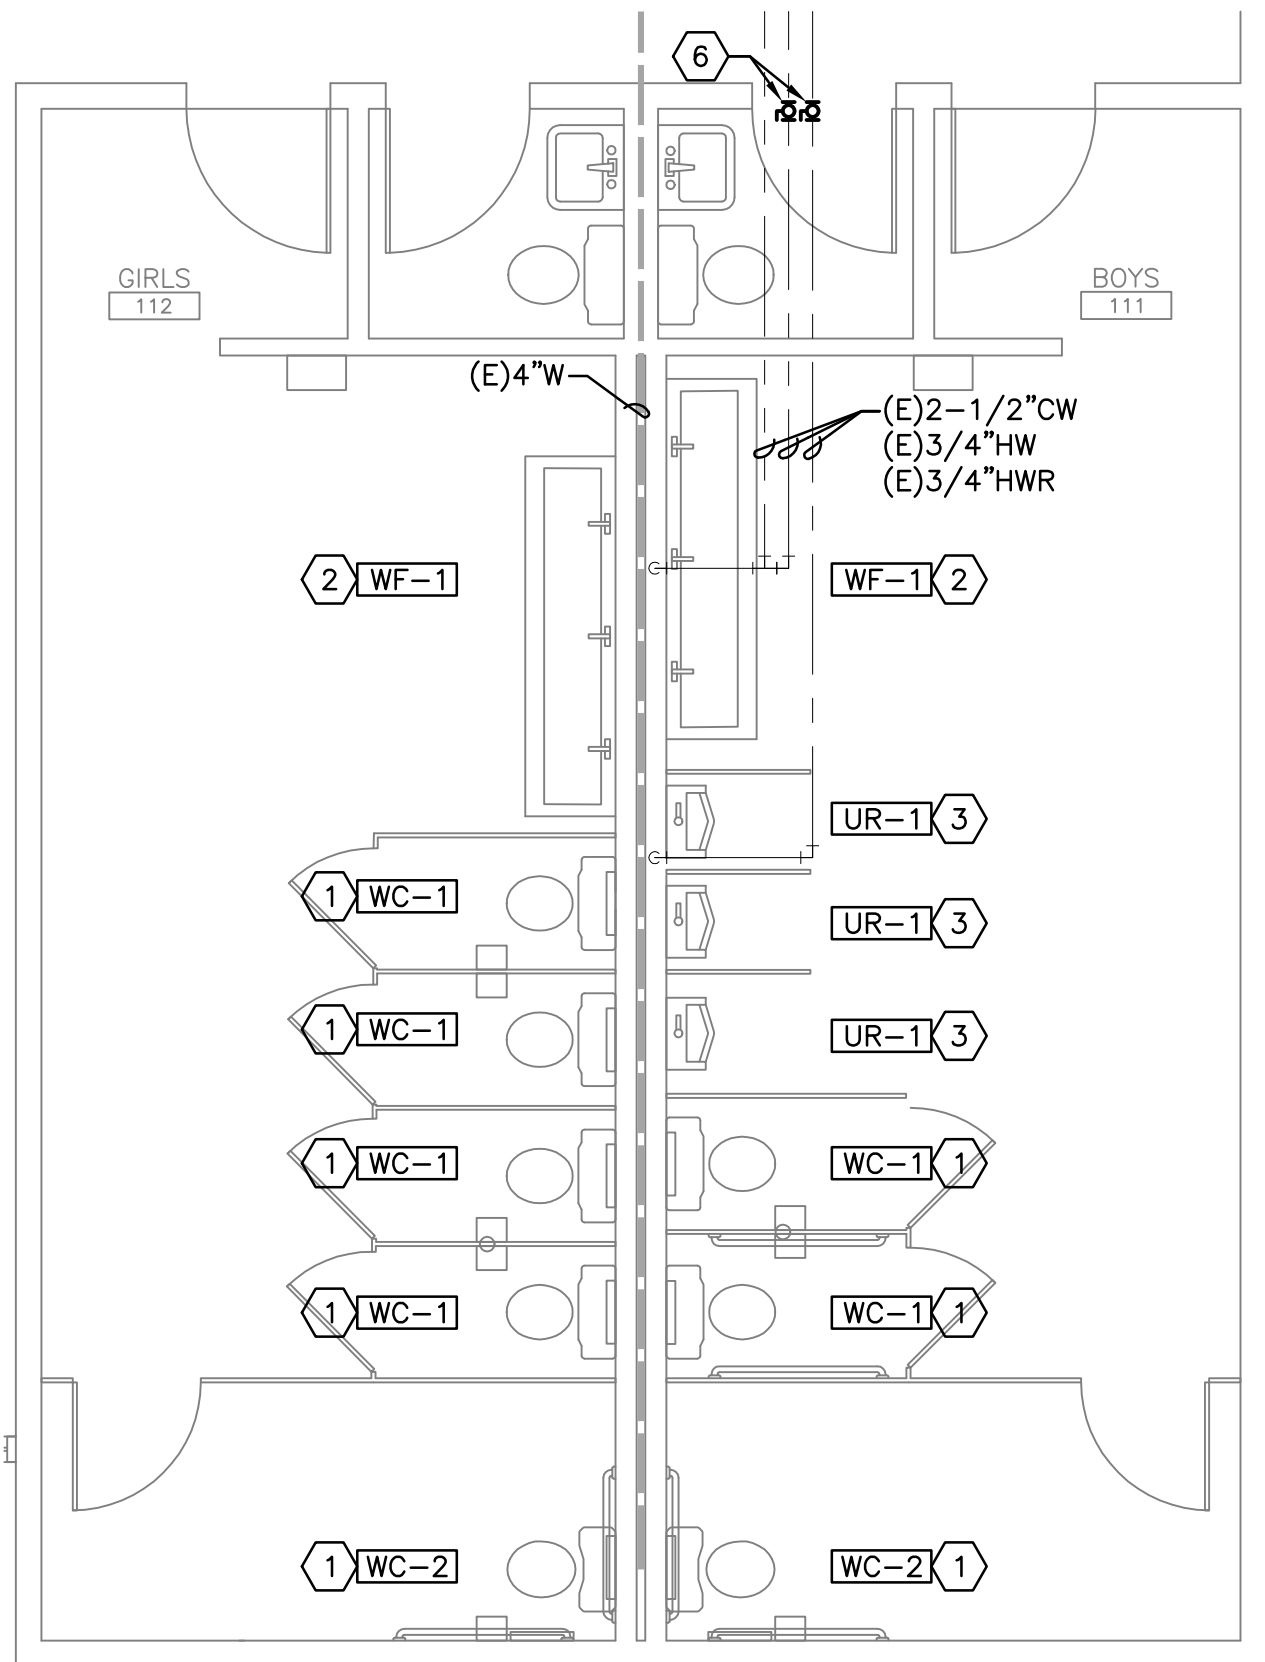 6
GIRLS
112
BOYS
111
(E)4”W
(E)2-1/2”CW
(E)3/4”HW
(E)3/4”HWR
2 WF-1
WF-1 2
UR-1 3
1 WC-1
UR-1 3
1 WC-1
UR-1 3
1 WC-1
WC-1 1
1 WC-1
WC-1 1
1 WC-2
WC-2 1